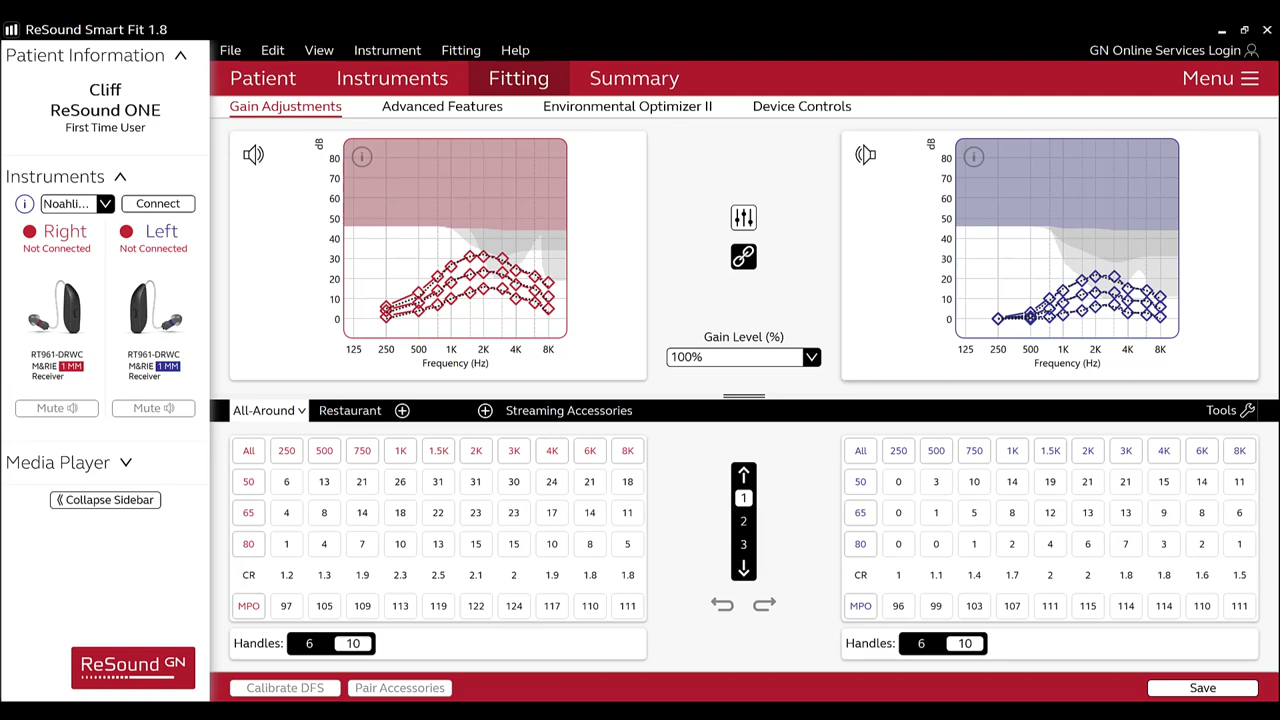 ReSound Smart Fit 1.8
Patient Information
Cliff
ReSound ONE
First Time User
Instruments
i Noahli... Connect
Right Left
Not Connected Not Connected
RT961-DRWC RT961-DRWC
M&RIE 1 MM M&RIE 1 MM
Receiver Receiver
Mute Mute
Media Player
Collapse Sidebar
ReSound GN
File Edit View Instrument Fitting Help
GN Online Services Login
Patient Instruments Fitting Summary Menu
Gain Adjustments Advanced Features Environmental Optimizer II Device Controls
dB
i
80
70
60
50
40
30
20
10
0
125 250 500 1K 2K 4K 8K
Frequency (Hz)
Gain Level (%)
100%
dB
i
80
70
60
50
40
30
20
10
0
125 250 500 1K 2K 4K 8K
Frequency (Hz)
All-Around Restaurant Streaming Accessories Tools
All 250 500 750 1K 1.5K 2K 3K 4K 6K 8K
50 6 13 21 26 31 31 30 24 21 18
65 4 8 14 18 22 23 23 17 14 11
80 1 4 7 10 13 15 15 10 8 5
CR 1.2 1.3 1.9 2.3 2.5 2.1 2 1.9 1.8 1.8
MPO 97 105 109 113 119 122 124 117 110 111
Handles: 6 10
1
2
3
All 250 500 750 1K 1.5K 2K 3K 4K 6K 8K
50 0 3 10 14 19 21 21 15 14 11
65 0 1 5 8 12 13 13 9 8 6
80 0 0 1 2 4 6 7 3 2 1
CR 1 1.1 1.4 1.7 2 2 1.8 1.8 1.6 1.5
MPO 96 99 103 107 111 115 114 114 110 111
Handles: 6 10
Calibrate DFS Pair Accessories Save